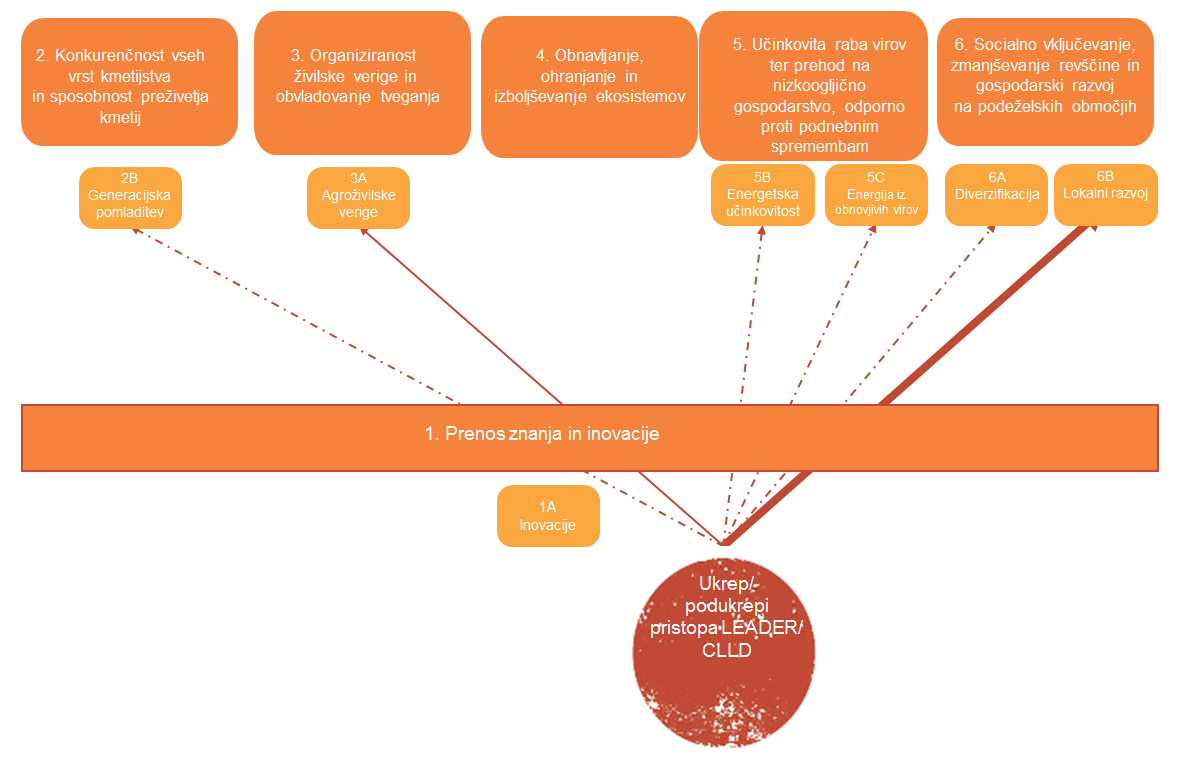 2. Konkurenčnost vseh
vrst kmetijstva
in sposobnost preživetja
kmetij
3. Organiziranost
živilske verige in
obvladovanje tveganja
4. Obnavljanje,
ohranjanje in
izboljševanje ekosistemov
5. Učinkovita raba virov
ter prehod na
nizkoogljično
gospodarstvo, odporno
proti podnebnim
spremembam
6. Socialno vključevanje,
zmanjševanje revščine in
gospodarski razvoj
na podeželskih območjih
2B
Generacijska
pomladitev
3A
Agroživilske
verige
5B
Energetska
učinkovitost
5C
Energija iz
obnovjivih virov
6A
Diverzifikacija
6B
Lokalni razvoj
1. Prenos znanja in inovacije
1A
Inovacije
Ukrep/
podukrepi
pristopa LEADER/
CLLD